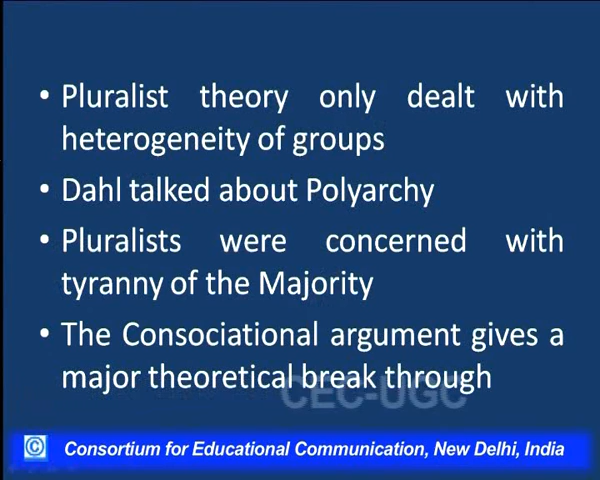 • Pluralist theory only dealt with
heterogeneity of groups
• Dahl talked about Polyarchy
• Pluralists were concerned with
tyranny of the Majority
• The Consociational argument gives a
major theoretical break through
CEC-UGC
© Consortium for Educational Communication, New Delhi, India